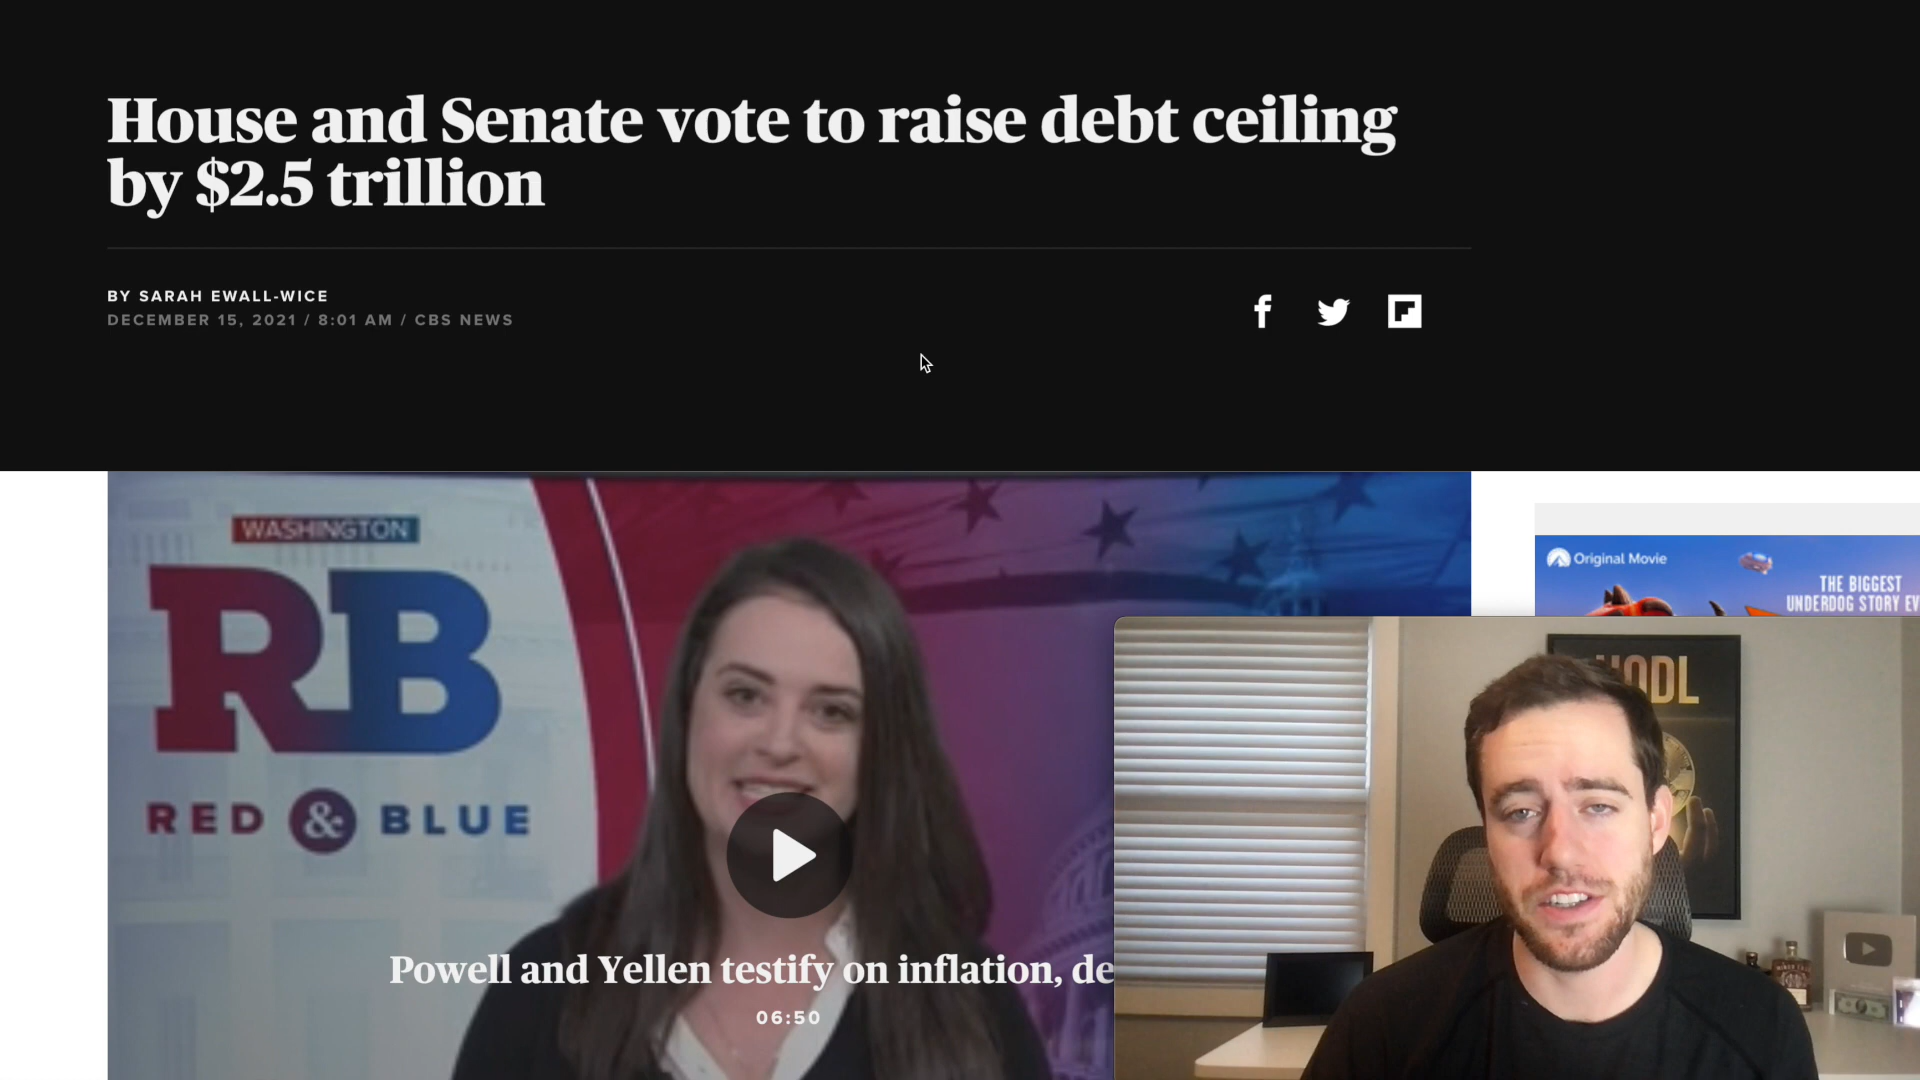 House and Senate vote to raise debt ceiling
by $2.5 trillion
BY SARAH EWALL-WICE
DECEMBER 15, 2021 / 8:01 AM / CBS NEWS
WASHINGTON
RB
RED & BLUE
Powell and Yellen testify on inflation, de
06:50
Original Movie
THE BIGGEST
UNDERDOG STORY EV
HODL